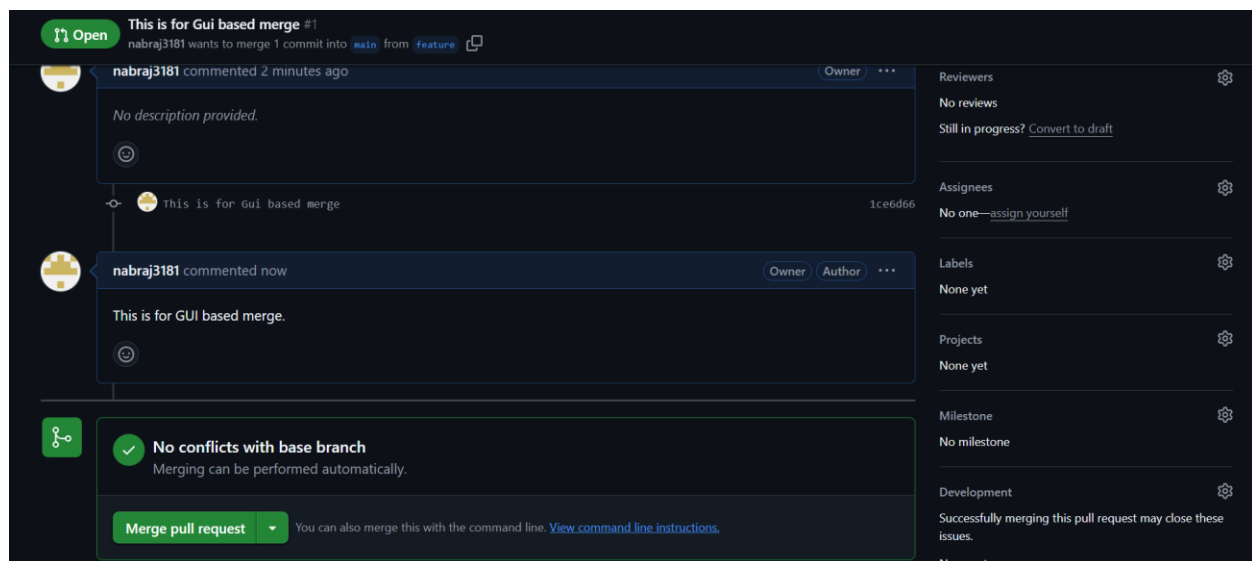 Open
This is for Gui based merge #1
nabraj3181 wants to merge 1 commit into main from feature
nabraj3181 commented 2 minutes ago
Owner
No description provided.
This is for Gui based merge
1ce6d66
nabraj3181 commented now
Owner
Author
This is for GUI based merge.
No conflicts with base branch
Merging can be performed automatically.
Merge pull request
You can also merge this with the command line. View command line instructions.
Reviewers
No reviews
Still in progress? Convert to draft
Assignees
No one—assign yourself
Labels
None yet
Projects
None yet
Milestone
No milestone
Development
Successfully merging this pull request may close these
issues.